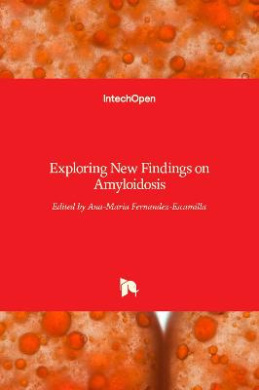 IntechOpen
Exploring New Findings on
Amyloidosis
Edited by Ana-Maria Fernandez-Escamilla